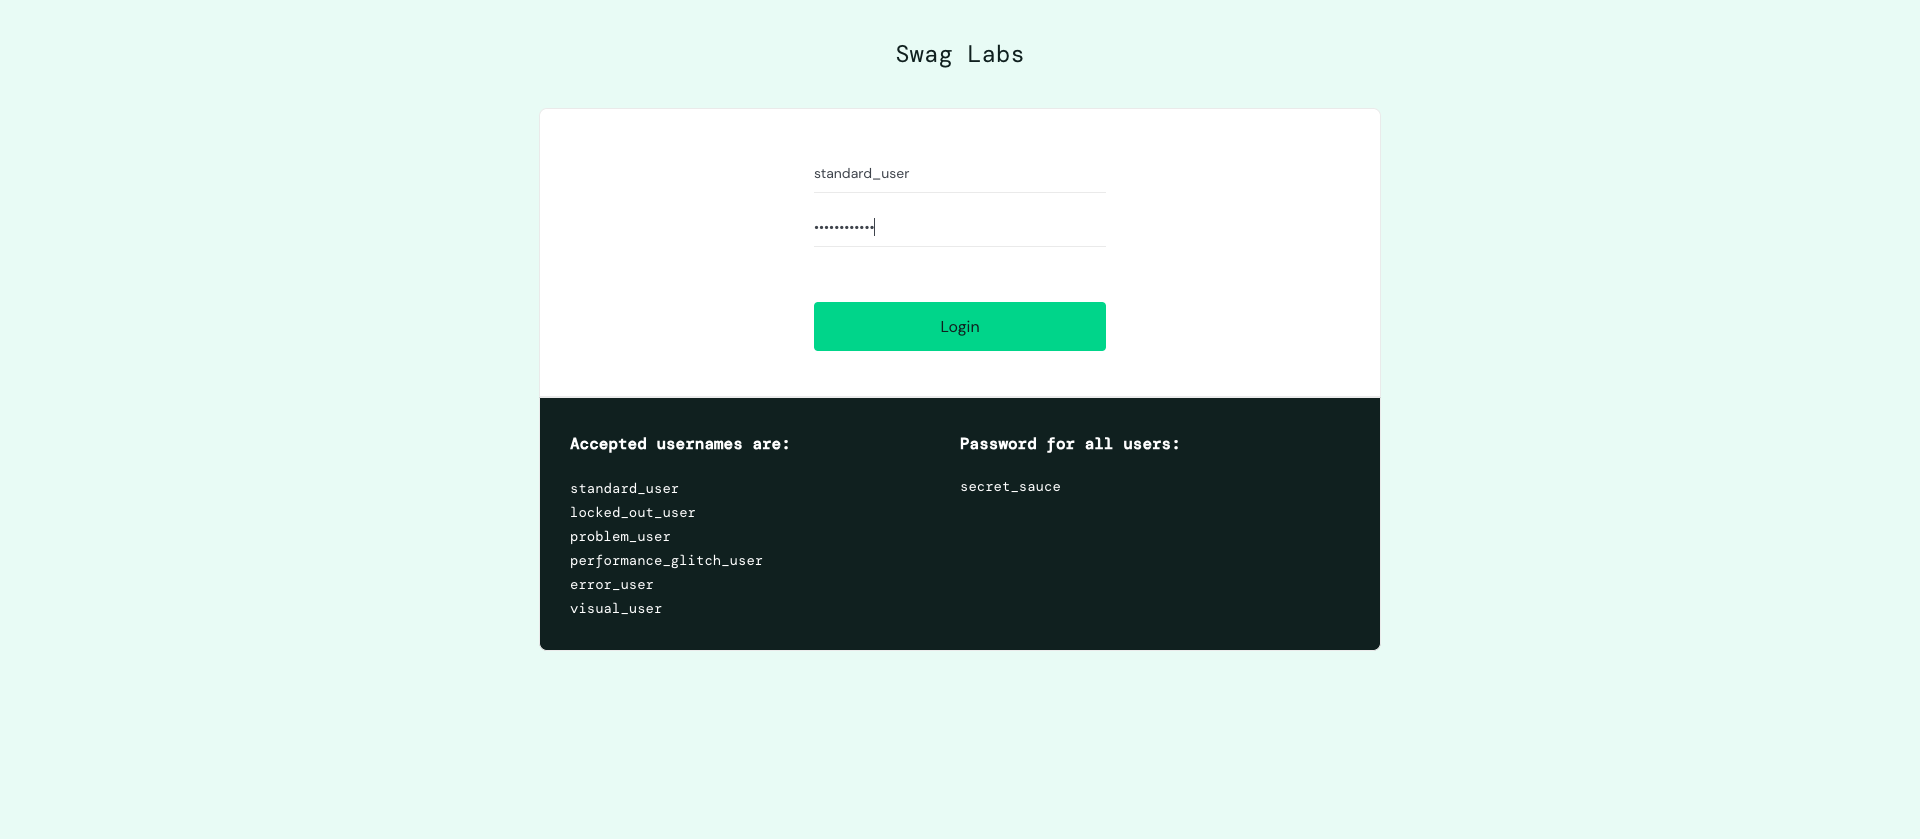 Swag Labs
standard_user
••••••••••••
Login
Accepted usernames are:
standard_user
locked_out_user
problem_user
performance_glitch_user
error_user
visual_user
Password for all users:
secret_sauce